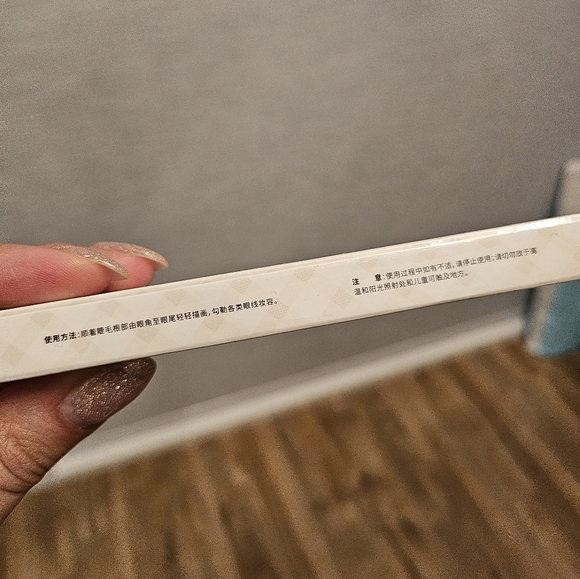 使用方法:顺着睫毛根部由眼角至眼尾轻轻描画,勾勒各类眼线妆容。
注 意:使用过程中如有不适,请停止使用;请切勿放于高
温和阳光照射处和儿童可触及地方。